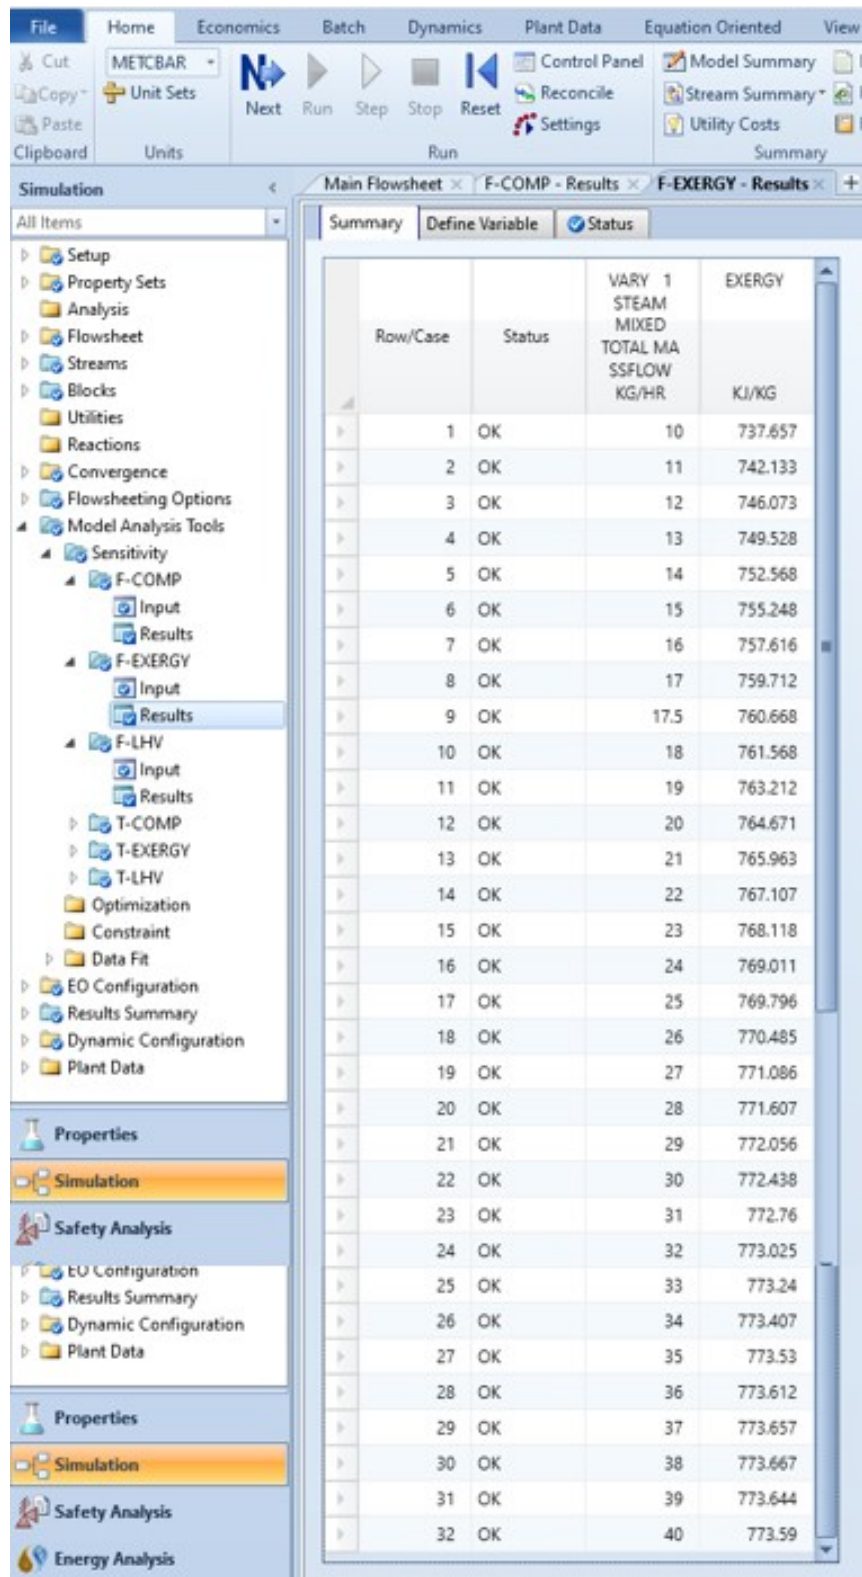 File Home Economics Batch Dynamics Plant Data Equation Oriented View
Cut METCBAR Control Panel Model Summary
Copy Unit Sets Next Run Step Stop Reset Reconcile Stream Summary
Paste Settings Utility Costs
Clipboard Units Run Summary
Simulation Main Flowsheet F-COMP - Results F-EXERGY - Results
All Items Summary Define Variable Status
Setup
Property Sets
Analysis
Flowsheet
Streams
Blocks
Utilities
Reactions
Convergence
Flowsheeting Options
Model Analysis Tools
Sensitivity
F-COMP
Input
Results
F-EXERGY
Input
Results
F-LHV
Input
Results
T-COMP
T-EXERGY
T-LHV
Optimization
Constraint
Data Fit
EO Configuration
Results Summary
Dynamic Configuration
Plant Data
Properties
Simulation
Safety Analysis
EO Configuration
Results Summary
Dynamic Configuration
Plant Data
Properties
Simulation
Safety Analysis
Energy Analysis
VARY 1 EXERGY
STEAM
MIXED
Row/Case Status TOTAL MA
SSFLOW
KG/HR KJ/KG
1 OK 10 737.657
2 OK 11 742.133
3 OK 12 746.073
4 OK 13 749.528
5 OK 14 752.568
6 OK 15 755.248
7 OK 16 757.616
8 OK 17 759.712
9 OK 17.5 760.668
10 OK 18 761.568
11 OK 19 763.212
12 OK 20 764.671
13 OK 21 765.963
14 OK 22 767.107
15 OK 23 768.118
16 OK 24 769.011
17 OK 25 769.796
18 OK 26 770.485
19 OK 27 771.086
20 OK 28 771.607
21 OK 29 772.056
22 OK 30 772.438
23 OK 31 772.76
24 OK 32 773.025
25 OK 33 773.24
26 OK 34 773.407
27 OK 35 773.53
28 OK 36 773.612
29 OK 37 773.657
30 OK 38 773.667
31 OK 39 773.644
32 OK 40 773.59